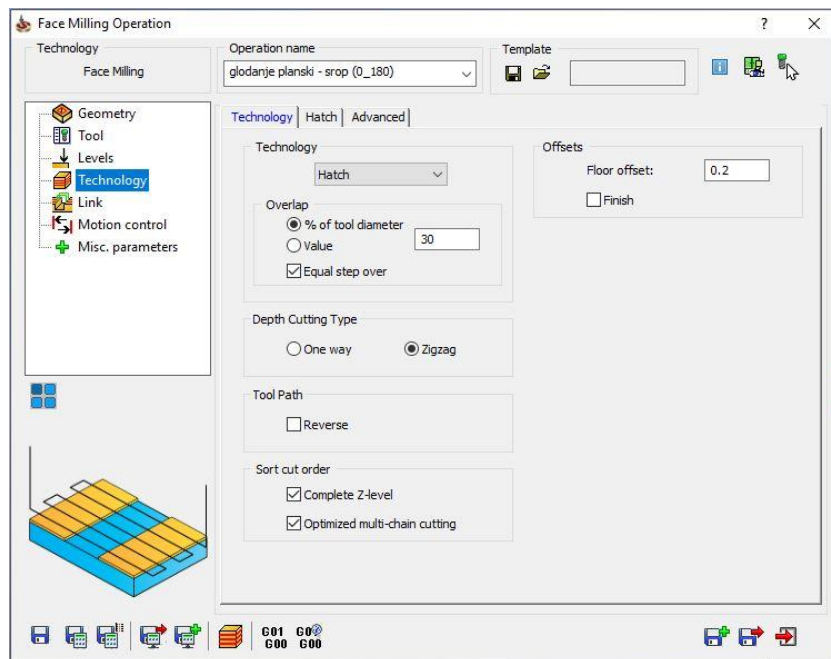 Face Milling Operation
Technology
Face Milling
Operation name
glodanje planski - srop (0_180)
Template
Geometry
Tool
Levels
Technology
Link
Motion control
Misc. parameters
Technology Hatch Advanced
Technology
Hatch
Overlap
% of tool diameter
Value
30
Equal step over
Depth Cutting Type
One way Zigzag
Tool Path
Reverse
Sort cut order
Complete Z-level
Optimized multi-chain cutting
Offsets
Floor offset: 0.2
Finish
G01 G0
G00 G00